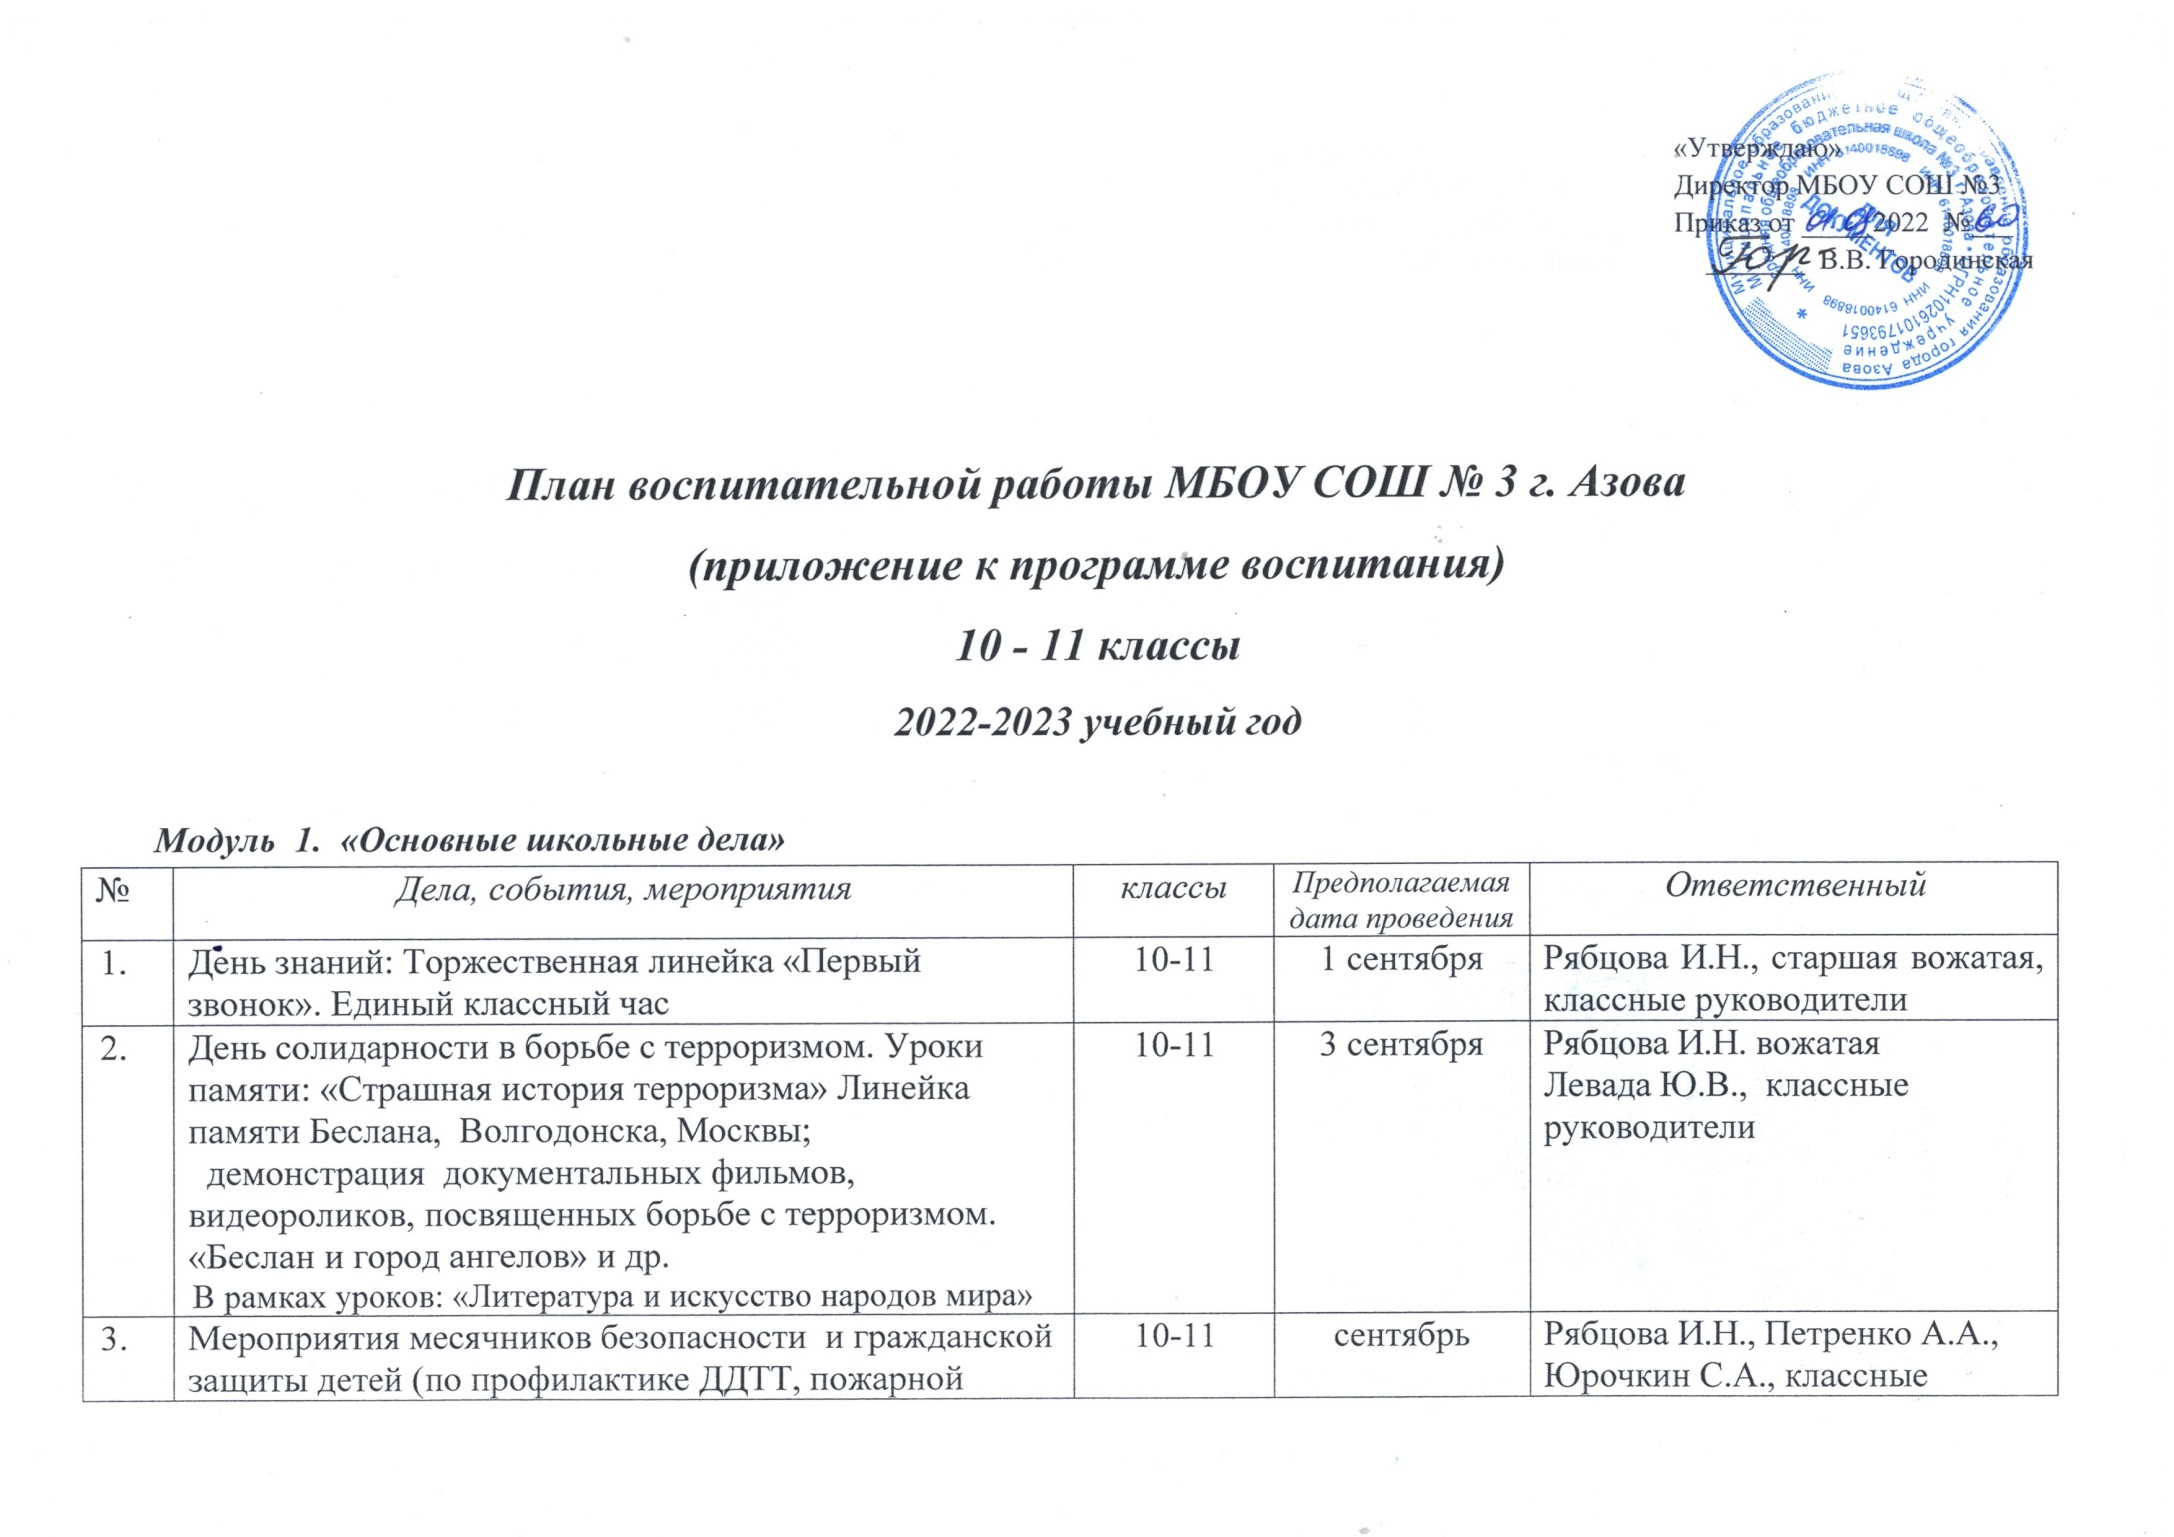 «Утверждаю»
Директор МБОУ СОШ №3
Приказ от 2022 №
В.В. Городинская
ДЛЯ
ДОКУМЕНТОВ
План воспитательной работы МБОУ СОШ № 3 г. Азова
(приложение к программе воспитания)
10 - 11 классы
2022-2023 учебный год
Модуль 1. «Основные школьные дела»
№ Дела, события, мероприятия классы Предполагаемая дата проведения Ответственный
1. День знаний: Торжественная линейка «Первый 10-11 1 сентября Рябцова И.Н., старшая вожатая,
звонок». Единый классный час классные руководители
2. День солидарности в борьбе с терроризмом. Уроки 10-11 3 сентября Рябцова И.Н. вожатая
памяти: «Страшная история терроризма» Линейка Левада Ю.В., классные
памяти Беслана, Волгодонска, Москвы; руководители
демонстрация документальных фильмов,
видеороликов, посвященных борьбе с терроризмом.
«Беслан и город ангелов» и др.
В рамках уроков: «Литература и искусство народов мира»
3. Мероприятия месячников безопасности и гражданской 10-11 сентябрь Рябцова И.Н., Петренко А.А.,
защиты детей (по профилактике ДДТТ, пожарной Юрочкин С.А., классные